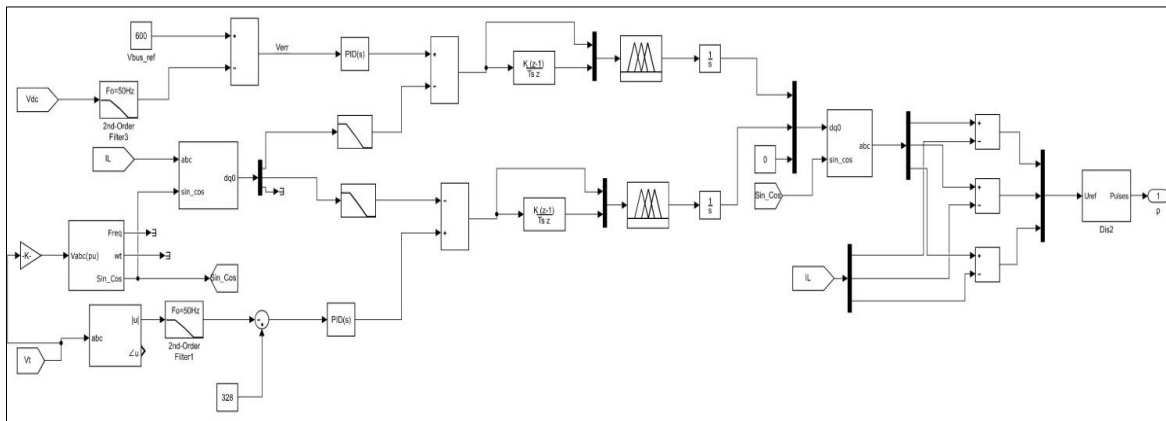 600
Vbus_ref
+
-
Verr
PID(s)
+
-
K (z-1)
Ts z
1
s
Vdc
Fo=50Hz
2nd-Order
Filter3
IL
abc
sin_cos
dq0
0
Sin_Cos
dq0
sin_cos
abc
+
-
+
-
+
-
Uref
Pulses
Dis2
1
p
-
+
K (z-1)
Ts z
1
s
-K-
Vabc(pu)
Freq
wt
Sin_Cos
Sin_Cos
IL
abc
|u|
∠u
Fo=50Hz
2nd-Order
Filter1
-
+
PID(s)
Vt
328